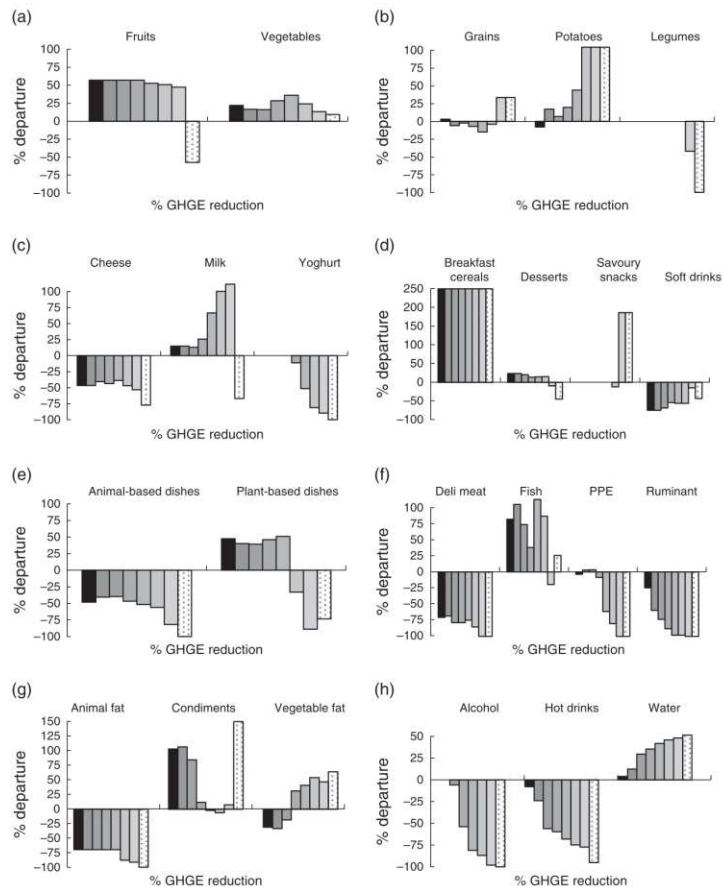 (a)
Fruits Vegetables
100
75
50
25
0
−25
−50
−75
−100
% departure
% GHGE reduction
(b)
Grains Potatoes Legumes
100
75
50
25
0
−25
−50
−75
−100
% departure
% GHGE reduction
(c)
Cheese Milk Yoghurt
100
75
50
25
0
−25
−50
−75
−100
% departure
% GHGE reduction
(d)
Breakfast
cereals
Desserts
Savoury
snacks
Soft drinks
250
200
150
100
50
0
−50
−100
% departure
% GHGE reduction
(e)
Animal-based dishes Plant-based dishes
100
75
50
25
0
−25
−50
−75
−100
% departure
% GHGE reduction
(f)
Deli meat Fish PPE Ruminant
100
75
50
25
0
−25
−50
−75
−100
% departure
% GHGE reduction
(g)
Animal fat Condiments Vegetable fat
150
125
100
75
50
25
0
−25
−50
−75
−100
% departure
% GHGE reduction
(h)
Alcohol Hot drinks Water
50
25
0
−25
−50
−75
−100
% departure
% GHGE reduction